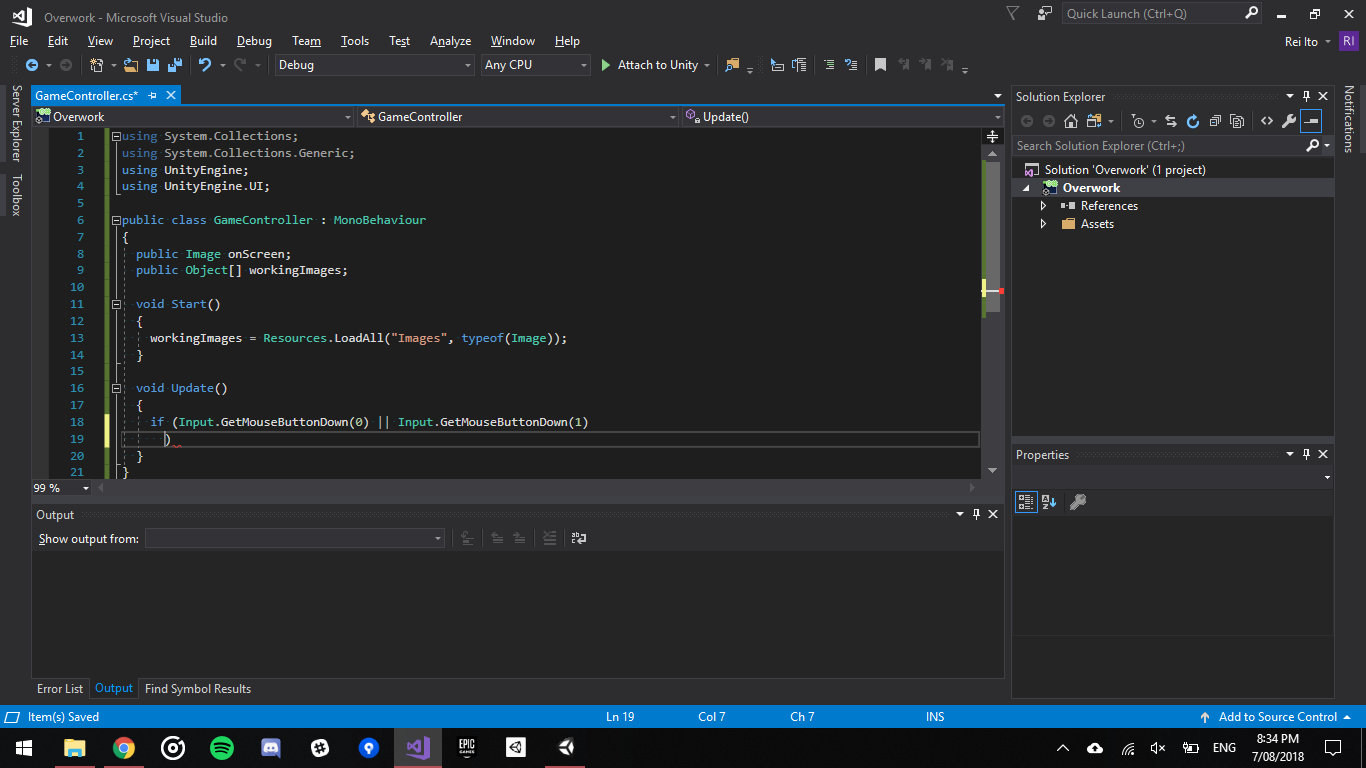 Overwork - Microsoft Visual Studio
Quick Launch (Ctrl+Q)
File Edit View Project Build Debug Team Tools Test Analyze Window Help
Rei Ito
RI
Debug
Any CPU
Attach to Unity
Server Explorer
Toolbox
GameController.cs*
Overwork
GameController
Update()
1 using System.Collections;
2 using System.Collections.Generic;
3 using UnityEngine;
4 using UnityEngine.UI;
5
6 public class GameController : MonoBehaviour
7 {
8 public Image onScreen;
9 public Object[] workingImages;
10
11 void Start()
12 {
13 workingImages = Resources.LoadAll("Images", typeof(Image));
14 }
15
16 void Update()
17 {
18 if (Input.GetMouseButtonDown(0) || Input.GetMouseButtonDown(1)
19 )
20 }
21 }
99 %
Output
Show output from:
Error List Output Find Symbol Results
Solution Explorer
Search Solution Explorer (Ctrl+;)
Solution 'Overwork' (1 project)
Overwork
References
Assets
Properties
Notifications
Item(s) Saved
Ln 19
Col 7
Ch 7
INS
Add to Source Control
EPIC
GAMES
ENG
8:34 PM
7/08/2018